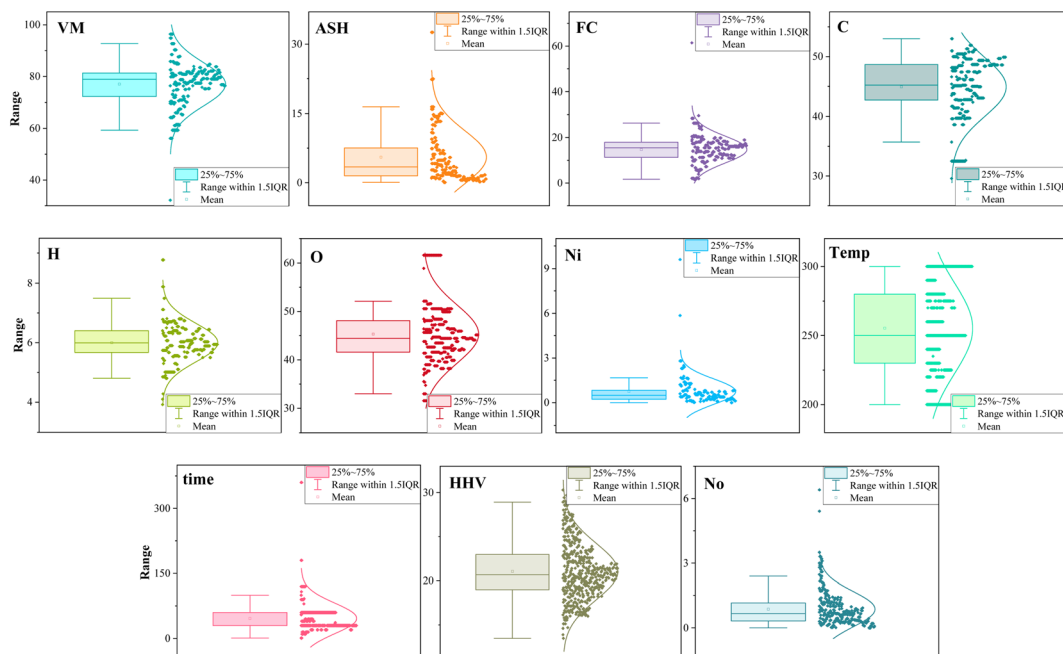 VM
Range
100
80
60
40
25%~75%
Range within 1.5IQR
Mean
ASH
30
15
0
25%~75%
Range within 1.5IQR
Mean
FC
60
40
20
0
25%~75%
Range within 1.5IQR
Mean
C
50
40
30
25%~75%
Range within 1.5IQR
Mean
H
Range
8
6
4
25%~75%
Range within 1.5IQR
Mean
O
60
50
40
30
25%~75%
Range within 1.5IQR
Mean
Ni
9
6
3
0
25%~75%
Range within 1.5IQR
Mean
Temp
300
250
200
25%~75%
Range within 1.5IQR
Mean
time
Range
300
150
0
25%~75%
Range within 1.5IQR
Mean
HHV
30
20
25%~75%
Range within 1.5IQR
Mean
No
6
3
0
25%~75%
Range within 1.5IQR
Mean